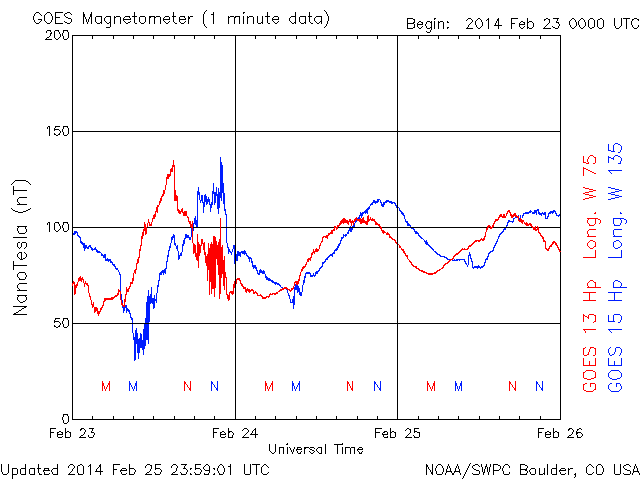 GOES Magnetometer (1 minute data)
Begin: 2014 Feb 23 0000 UTC
200
150
100
50
0
NanoTesla (nT)
M M N N M M N N M M N N
Feb 23 Feb 24 Feb 25 Feb 26
Universal Time
GOES 13 Hp Long. W 75
GOES 15 Hp Long. W 135
Updated 2014 Feb 25 23:59:01 UTC
NOAA/SWPC Boulder, CO USA